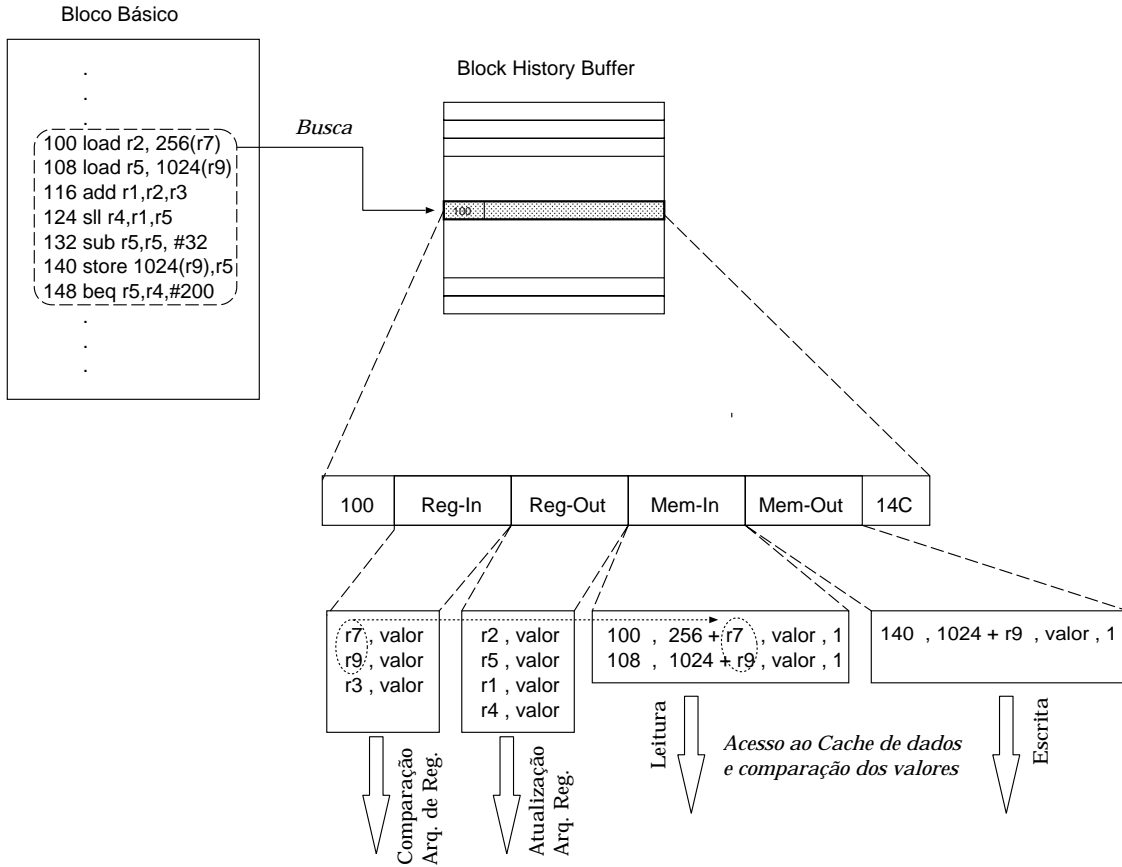 Bloco Básico
Block History Buffer
.
.
.
100 load r2, 256(r7)
108 load r5, 1024(r9)
116 add r1,r2,r3
124 sll r4,r1,r5
132 sub r5,r5, #32
140 store 1024(r9),r5
148 beq r5,r4,#200
.
.
.
Busca
100
100 Reg-In Reg-Out Mem-In Mem-Out 14C
r7 , valor
r9 , valor
r3 , valor
r2 , valor
r5 , valor
r1 , valor
r4 , valor
100 , 256 + r7 , valor , 1
108 , 1024 + r9 , valor , 1
140 , 1024 + r9 , valor , 1
Comparação
Arq. de Reg.
Atualização
Arq. Reg.
Leitura
Acesso ao Cache de dados
e comparação dos valores
Escrita